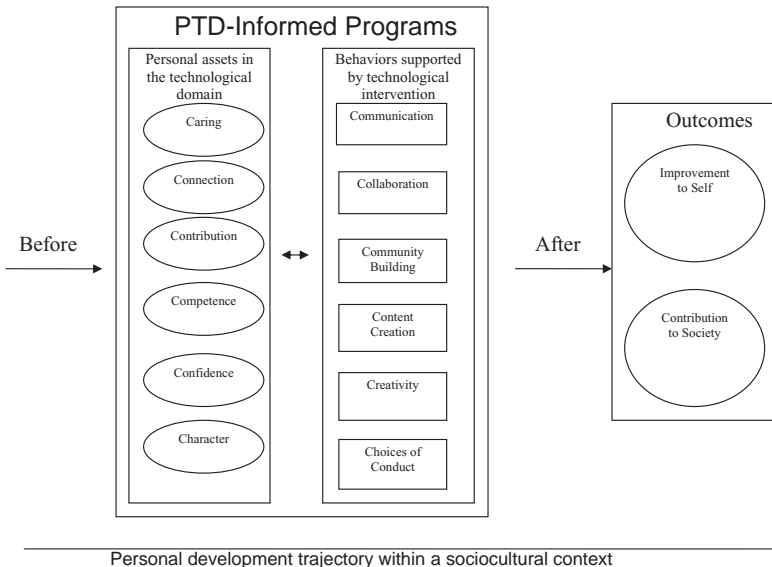 PTD-Informed Programs
Personal assets in
the technological
domain
Caring
Connection
Contribution
Competence
Confidence
Character
Behaviors supported
by technological
intervention
Communication
Collaboration
Community
Building
Content
Creation
Creativity
Choices of
Conduct
Before
After
Outcomes
Improvement
to Self
Contribution
to Society
Personal development trajectory within a sociocultural context